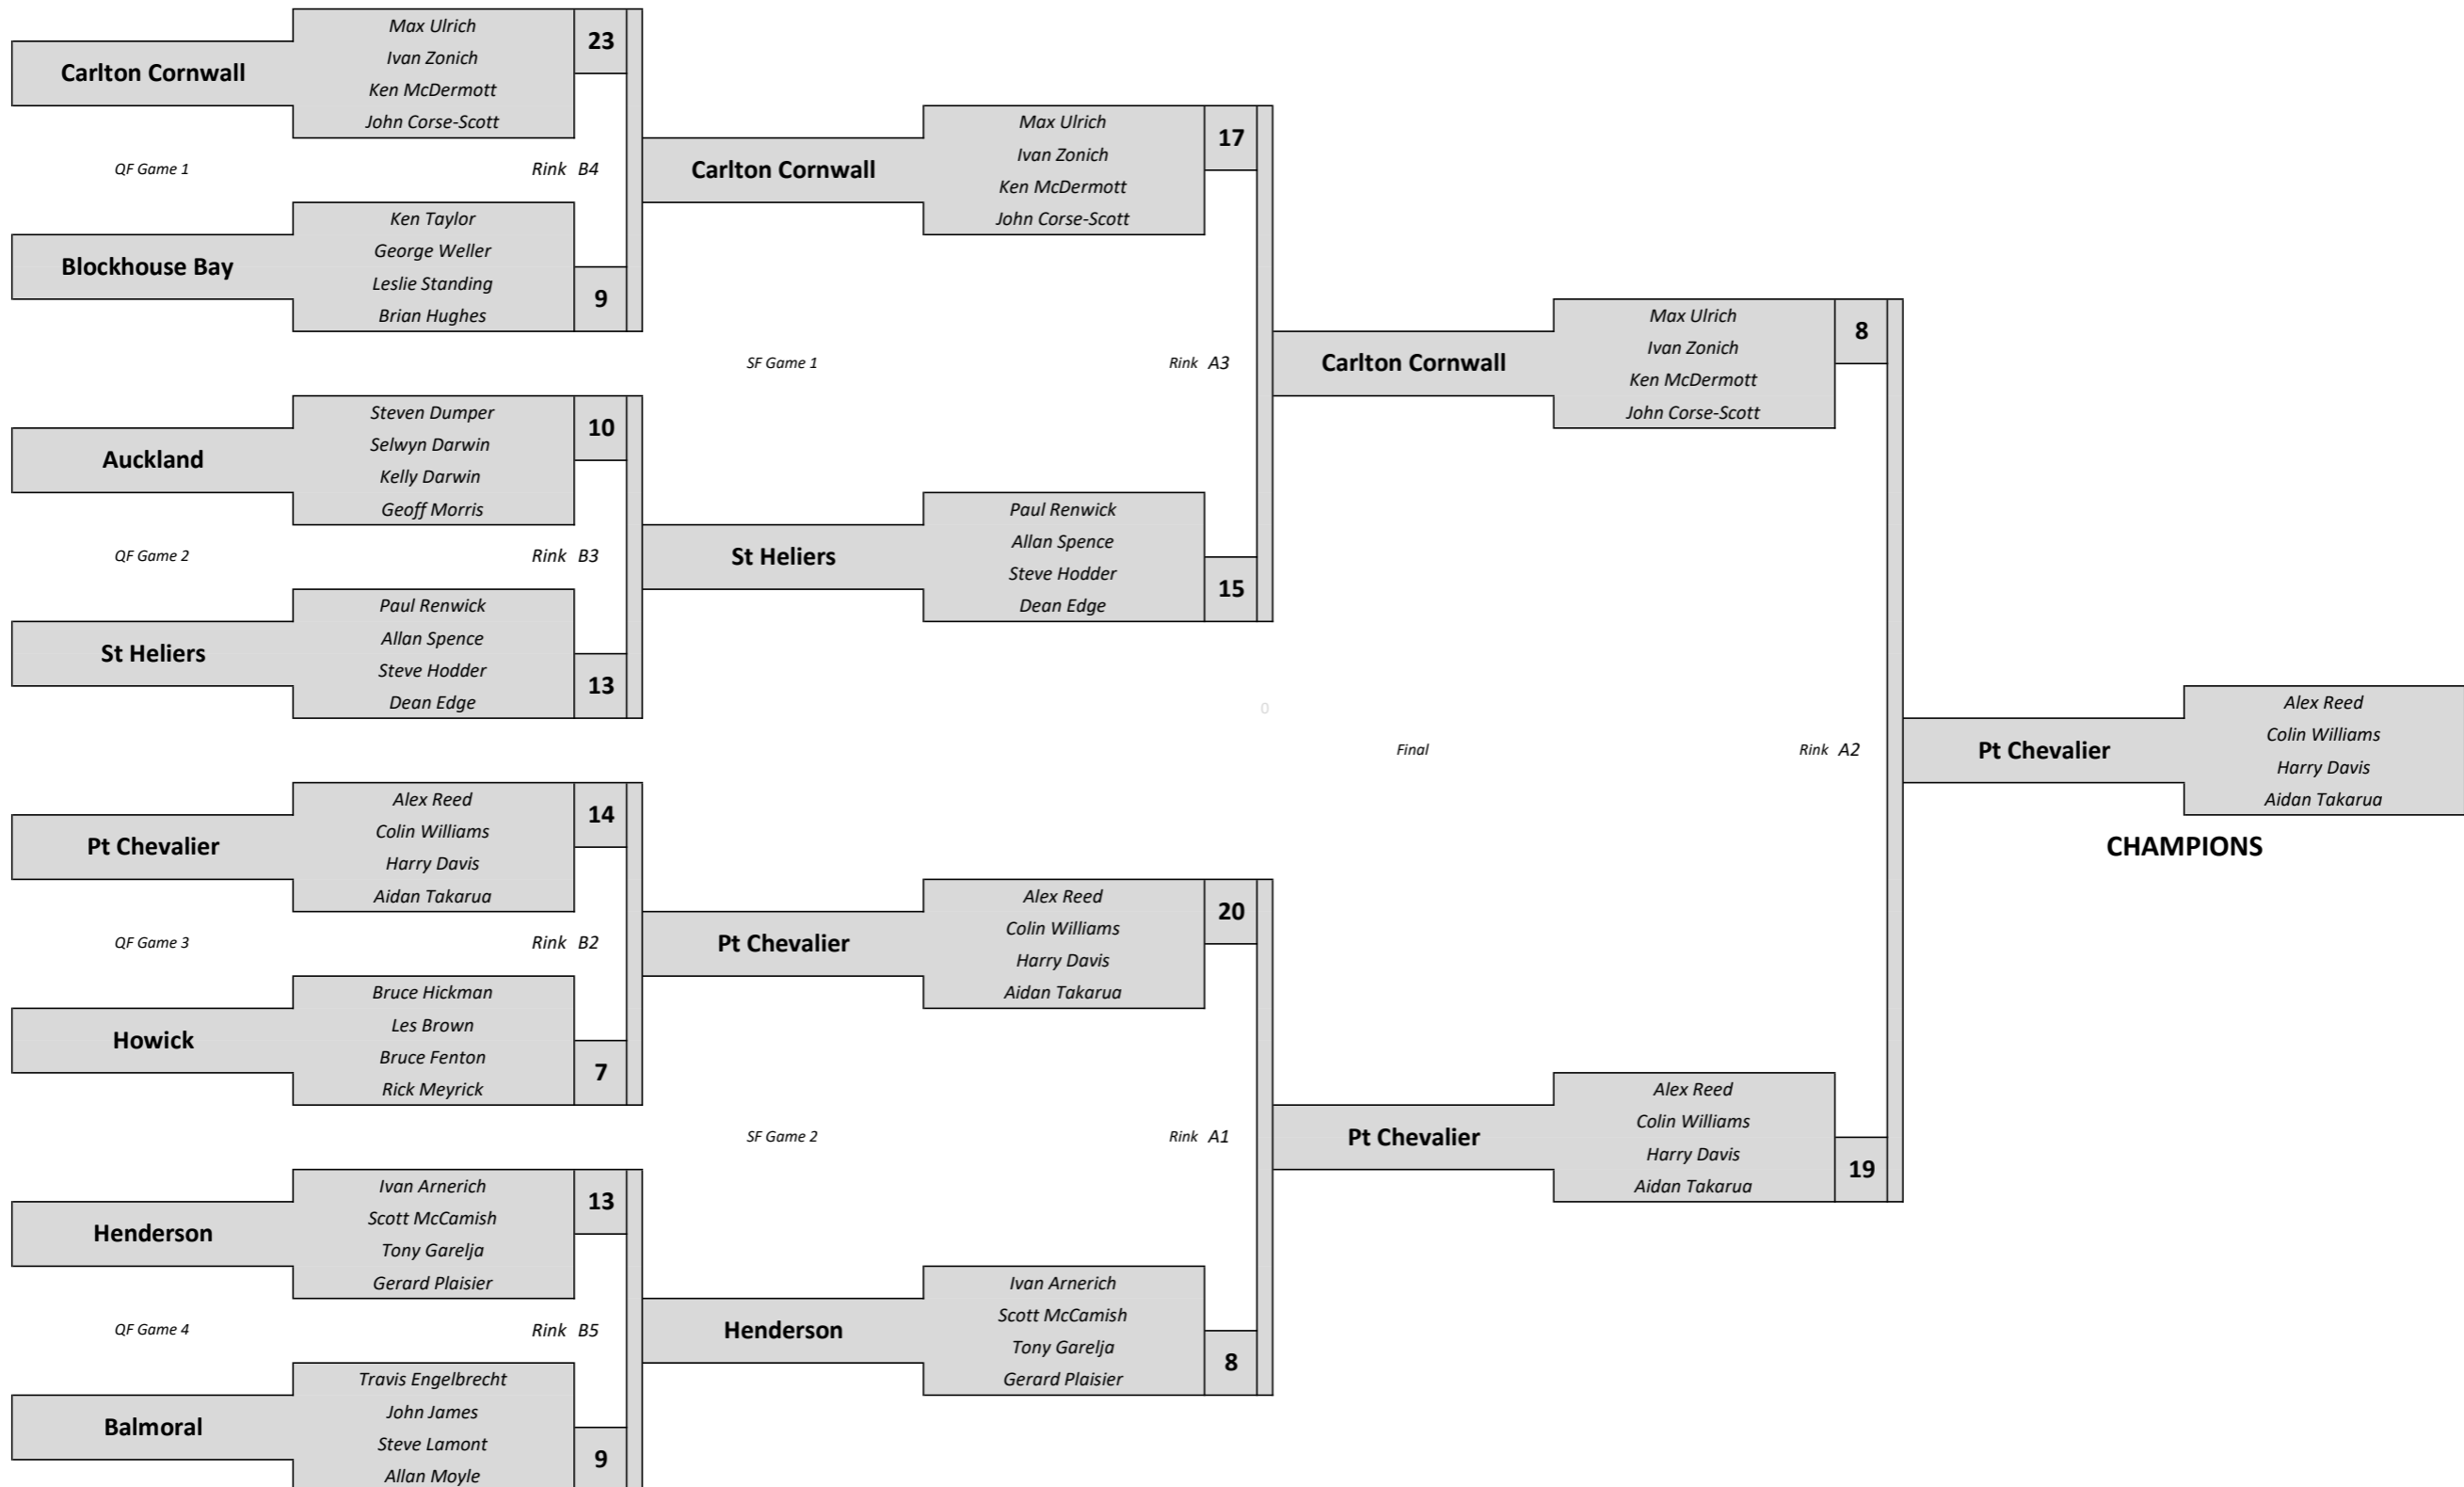 Max Ulrich
Ivan Zonich
Ken McDermott
John Corse-Scott
23
Carlton Cornwall
QF Game 1
Rink B4
Ken Taylor
George Weller
Leslie Standing
Brian Hughes
9
Blockhouse Bay
Carlton Cornwall
Max Ulrich
Ivan Zonich
Ken McDermott
John Corse-Scott
17
SF Game 1
Rink A3
Steven Dumper
Selwyn Darwin
Kelly Darwin
Geoff Morris
10
Auckland
QF Game 2
Rink B3
Paul Renwick
Allan Spence
Steve Hodder
Dean Edge
13
St Heliers
St Heliers
Paul Renwick
Allan Spence
Steve Hodder
Dean Edge
15
Carlton Cornwall
Max Ulrich
Ivan Zonich
Ken McDermott
John Corse-Scott
8
0
Final
Rink A2
Pt Chevalier
Alex Reed
Colin Williams
Harry Davis
Aidan Takarua
CHAMPIONS
Alex Reed
Colin Williams
Harry Davis
Aidan Takarua
14
Pt Chevalier
QF Game 3
Rink B2
Bruce Hickman
Les Brown
Bruce Fenton
Rick Meyrick
7
Howick
Pt Chevalier
Alex Reed
Colin Williams
Harry Davis
Aidan Takarua
20
SF Game 2
Rink A1
Pt Chevalier
Alex Reed
Colin Williams
Harry Davis
Aidan Takarua
19
Ivan Arnerich
Scott McCamish
Tony Garelja
Gerard Plaisier
13
Henderson
QF Game 4
Rink B5
Travis Engelbrecht
John James
Steve Lamont
Allan Moyle
9
Balmoral
Henderson
Ivan Arnerich
Scott McCamish
Tony Garelja
Gerard Plaisier
8